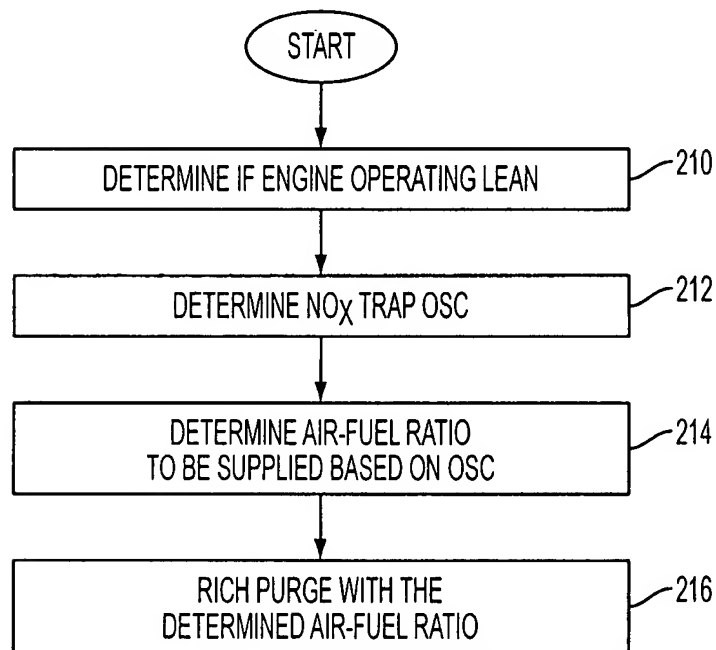 START
DETERMINE IF ENGINE OPERATING LEAN
210
DETERMINE NOX TRAP OSC
212
DETERMINE AIR-FUEL RATIO
TO BE SUPPLIED BASED ON OSC
214
RICH PURGE WITH THE
DETERMINED AIR-FUEL RATIO
216